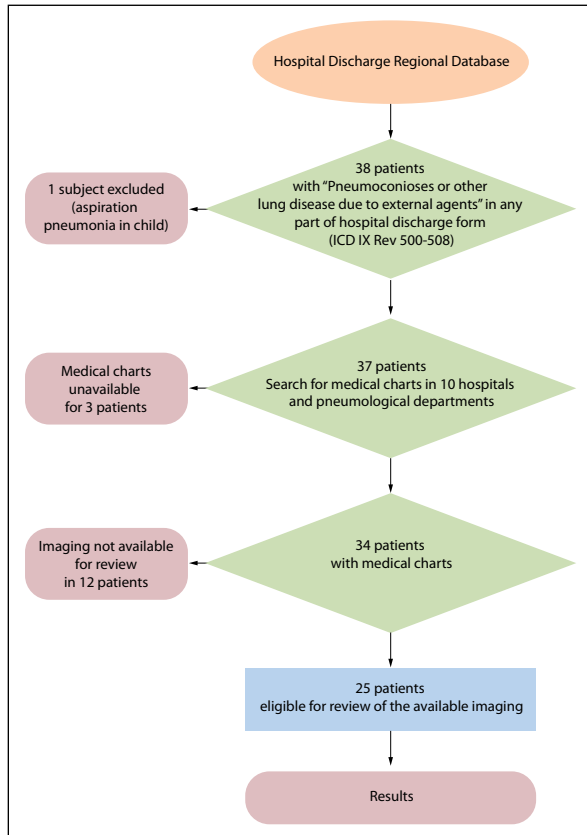 Hospital Discharge Regional Database
38 patients
with “Pneumoconioses or other
lung disease due to external agents” in any
part of hospital discharge form
(ICD IX Rev 500-508)
1 subject excluded
(aspiration
pneumonia in child)
37 patients
Search for medical charts in 10 hospitals
and pneumological departments
Medical charts
unavailable
for 3 patients
34 patients
with medical charts
Imaging not available
for review
in 12 patients
25 patients
eligible for review of the available imaging
Results